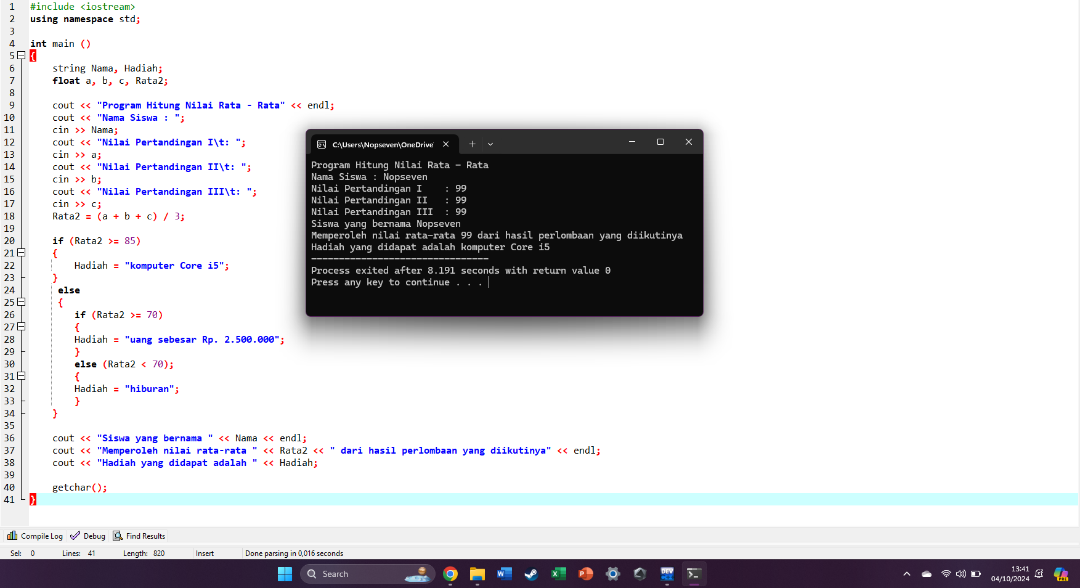 1 #include <iostream>
2 using namespace std;
3
4 int main ()
5 {
6 string Nama, Hadiah;
7 float a, b, c, Rata2;
8
9 cout << "Program Hitung Nilai Rata - Rata" << endl;
10 cout << "Nama Siswa : ";
11 cin >> Nama;
12 cout << "Nilai Pertandingan I\t: ";
13 cin >> a;
14 cout << "Nilai Pertandingan II\t: ";
15 cin >> b;
16 cout << "Nilai Pertandingan III\t: ";
17 cin >> c;
18 Rata2 = (a + b + c) / 3;
19
20 if (Rata2 >= 85)
21 {
22 Hadiah = "komputer Core i5";
23 }
24 else
25 {
26 if (Rata2 >= 70)
27 {
28 Hadiah = "uang sebesar Rp. 2.500.000";
29 }
30 else (Rata2 < 70);
31 {
32 Hadiah = "hiburan";
33 }
34 }
35
36 cout << "Siswa yang bernama " << Nama << endl;
37 cout << "Memperoleh nilai rata-rata " << Rata2 << " dari hasil perlombaan yang diikutinya" << endl;
38 cout << "Hadiah yang didapat adalah " << Hadiah;
39
40 getchar();
41 }
C:\Users\Nopseven\OneDrive\
Program Hitung Nilai Rata - Rata
Nama Siswa : Nopseven
Nilai Pertandingan I : 99
Nilai Pertandingan II : 99
Nilai Pertandingan III : 99
Siswa yang bernama Nopseven
Memperoleh nilai rata-rata 99 dari hasil perlombaan yang diikutinya
Hadiah yang didapat adalah komputer Core i5
--------------------------------
Process exited after 8.191 seconds with return value 0
Press any key to continue . . .
Compile Log Debug Find Results
Sel: 0 Lines: 41 Length: 820 Insert Done parsing in 0,016 seconds
Search
13:41
04/10/2024